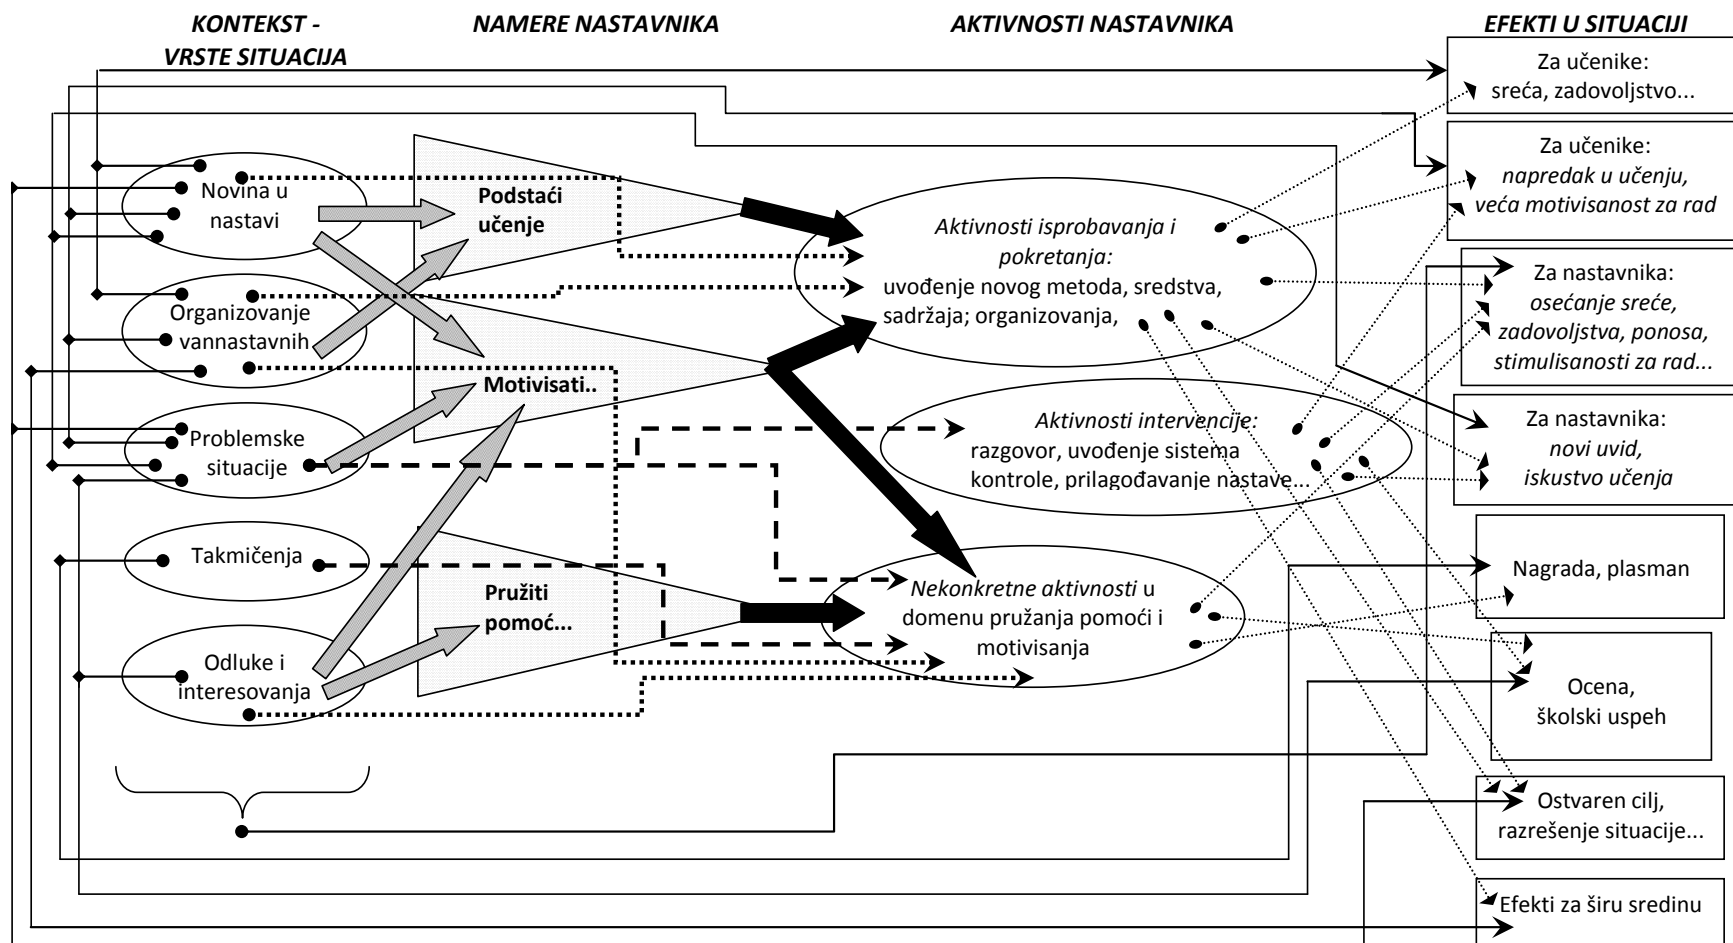 KONTEKST -
VRSTE SITUACIJA
NAMERE NASTAVNIKA
AKTIVNOSTI NASTAVNIKA
EFEKTI U SITUACIJI
Novina u
nastavi
Organizovanje
vannastavnih
Problemske
situacije
Takmičenja
Odluke i
interesovanja
Podstaći
učenje
Motivisati..
Pružiti
pomoć...
Aktivnosti isprobavanja i
pokretanja:
uvođenje novog metoda, sredstva,
sadržaja; organizovanja,
Aktivnosti intervencije:
razgovor, uvođenje sistema
kontrole, prilagođavanje nastave...
Nekonkretne aktivnosti u
domenu pružanja pomoći i
motivisanja
Za učenike:
sreća, zadovoljstvo...
Za učenike:
napredak u učenju,
veća motivisanost za rad
Za nastavnika:
osećanje sreće,
zadovoljstva, ponosa,
stimulisanosti za rad...
Za nastavnika:
novi uvid,
iskustvo učenja
Nagrada, plasman
Ocena,
školski uspeh
Ostvaren cilj,
razrešenje situacije...
Efekti za širu sredinu